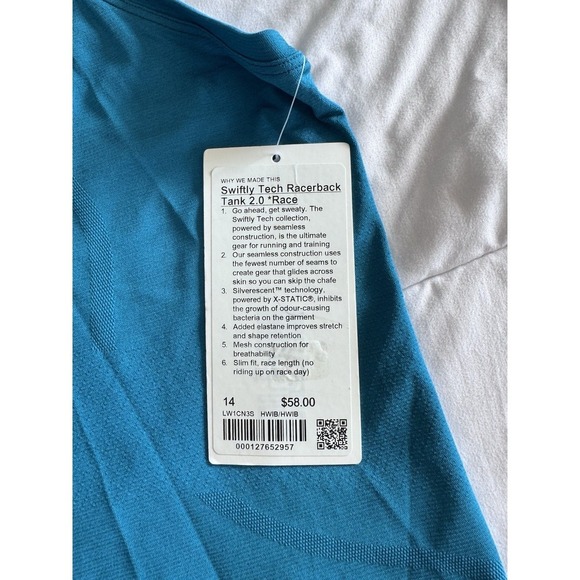 WHY WE MADE THIS
Swiftly Tech Racerback
Tank 2.0 *Race
1. Go ahead, get sweaty. The
Swiftly Tech collection,
powered by seamless
construction, is the ultimate
gear for running and training
2. Our seamless construction uses
the fewest number of seams to
create gear that glides across
skin so you can skip the chafe
3. Silverescent™ technology,
powered by X-STATIC®, inhibits
the growth of odour-causing
bacteria on the garment
4. Added elastane improves stretch
and shape retention
5. Mesh construction for
breathability
6. Slim fit, race length (no
riding up on race day)
14 $58.00
LW1CN3S HWIB/HWIB
000127652957